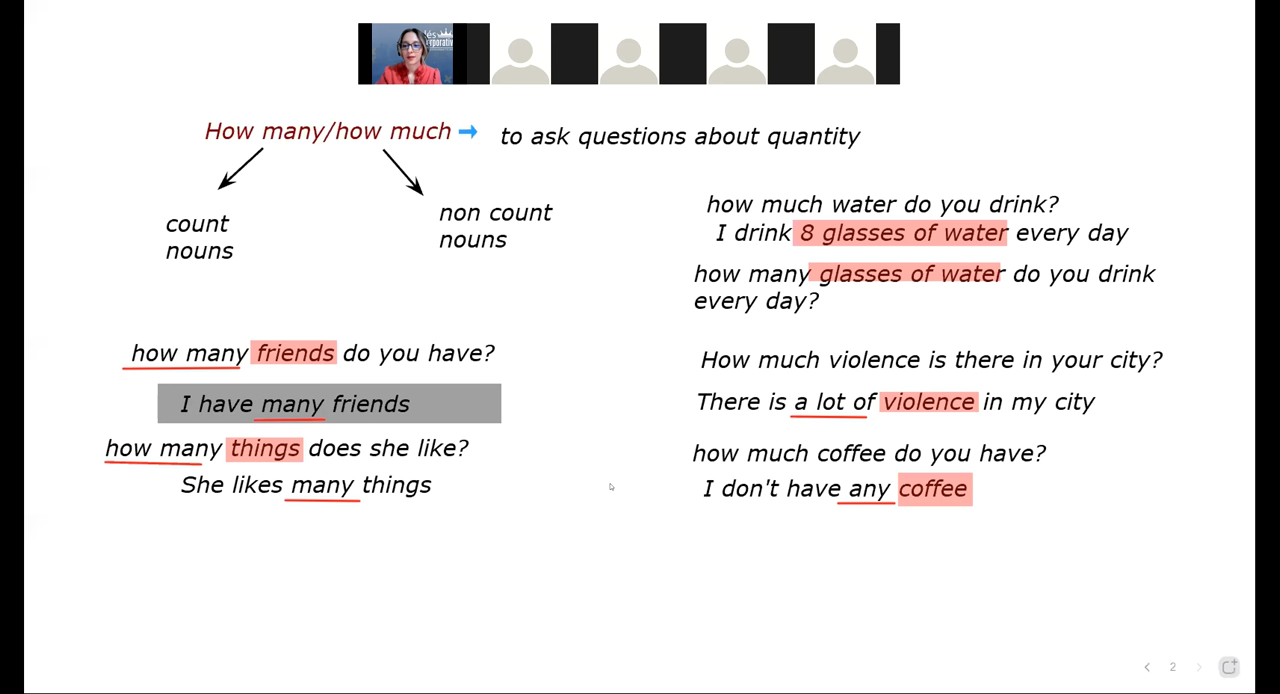 How many/how much
to ask questions about quantity
count
nouns
non count
nouns
how many friends do you have?
I have many friends
how many things does she like?
She likes many things
how much water do you drink?
I drink 8 glasses of water every day
how many glasses of water do you drink
every day?
How much violence is there in your city?
There is a lot of violence in my city
how much coffee do you have?
I don't have any coffee
2